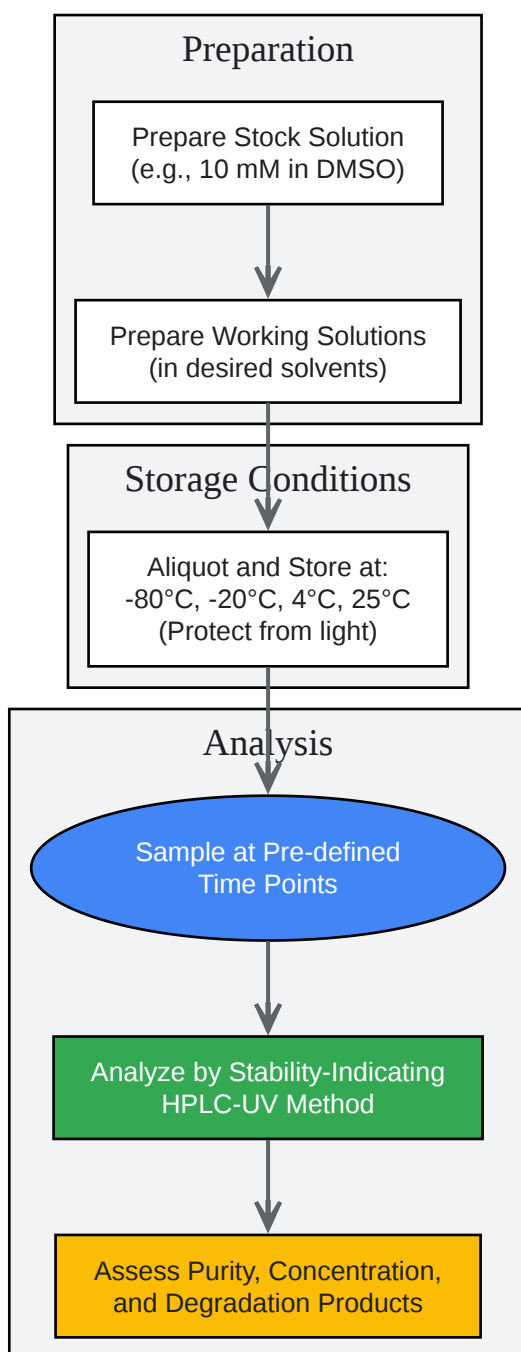 Preparation
Prepare Stock Solution
(e.g., 10 mM in DMSO)
Prepare Working Solutions
(in desired solvents)
Storage Conditions
Aliquot and Store at:
-80°C, -20°C, 4°C, 25°C
(Protect from light)
Analysis
Sample at Pre-defined
Time Points
Analyze by Stability-Indicating
HPLC-UV Method
Assess Purity, Concentration,
and Degradation Products